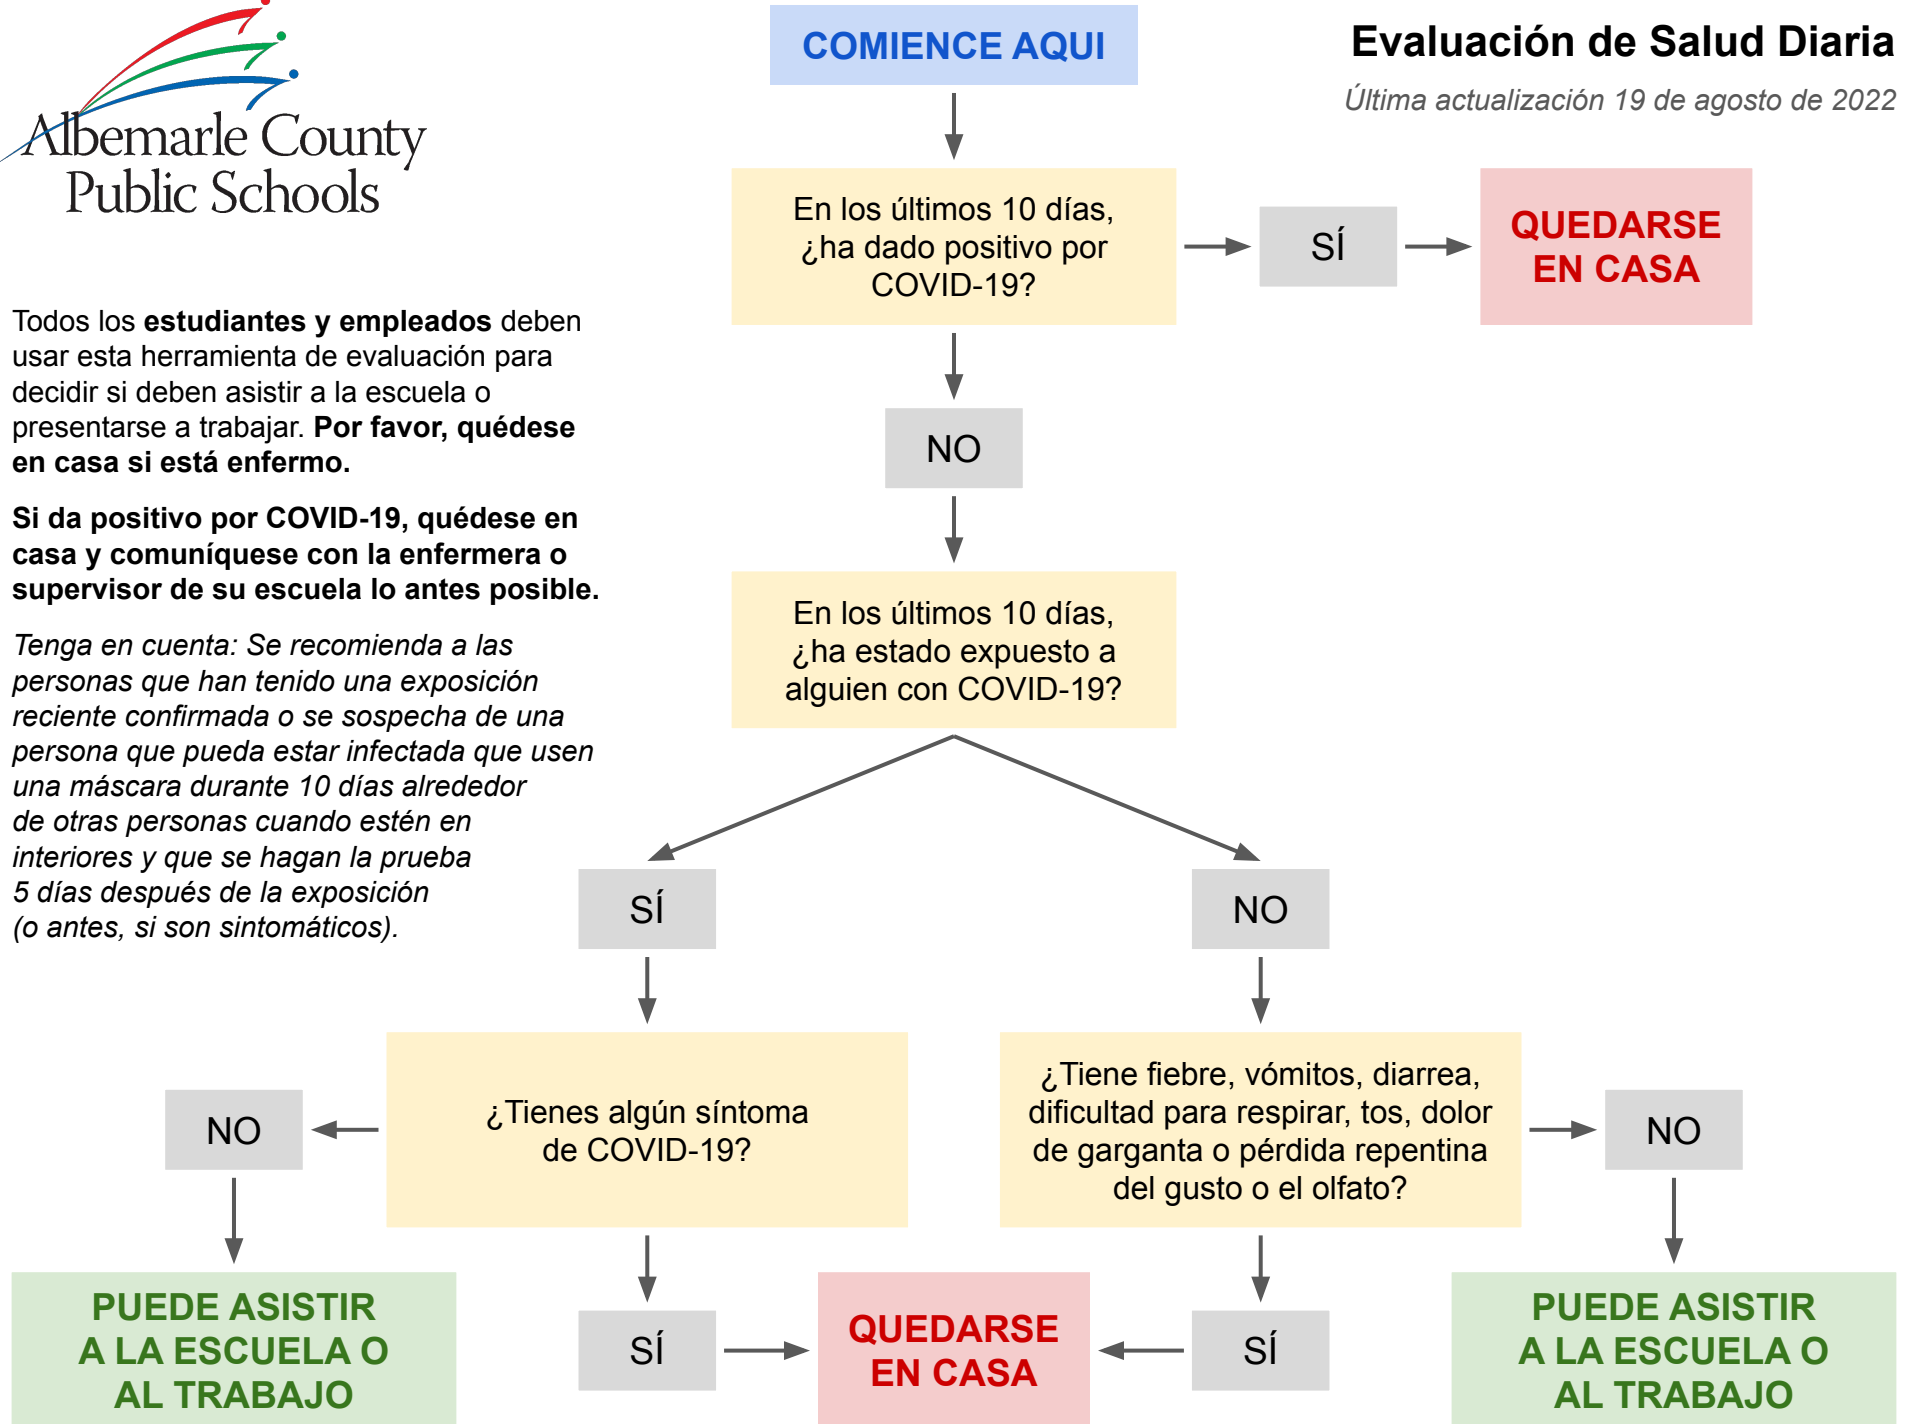 Albemarle County
Public Schools
COMIENCE AQUI
Evaluación de Salud Diaria
Última actualización 19 de agosto de 2022
En los últimos 10 días,
¿ha dado positivo por
COVID-19?
SÍ
QUEDARSE
EN CASA
Todos los estudiantes y empleados deben
usar esta herramienta de evaluación para
decidir si deben asistir a la escuela o
presentarse a trabajar. Por favor, quédese
en casa si está enfermo.
Si da positivo por COVID-19, quédese en
casa y comuníquese con la enfermera o
supervisor de su escuela lo antes posible.
Tenga en cuenta: Se recomienda a las
personas que han tenido una exposición
reciente confirmada o se sospecha de una
persona que pueda estar infectada que usen
una máscara durante 10 días alrededor
de otras personas cuando estén en
interiores y que se hagan la prueba
5 días después de la exposición
(o antes, si son sintomáticos).
NO
En los últimos 10 días,
¿ha estado expuesto a
alguien con COVID-19?
SÍ
NO
¿Tienes algún síntoma
de COVID-19?
¿Tiene fiebre, vómitos, diarrea,
dificultad para respirar, tos, dolor
de garganta o pérdida repentina
del gusto o el olfato?
NO
NO
PUEDE ASISTIR
A LA ESCUELA O
AL TRABAJO
SÍ
QUEDARSE
EN CASA
SÍ
PUEDE ASISTIR
A LA ESCUELA O
AL TRABAJO